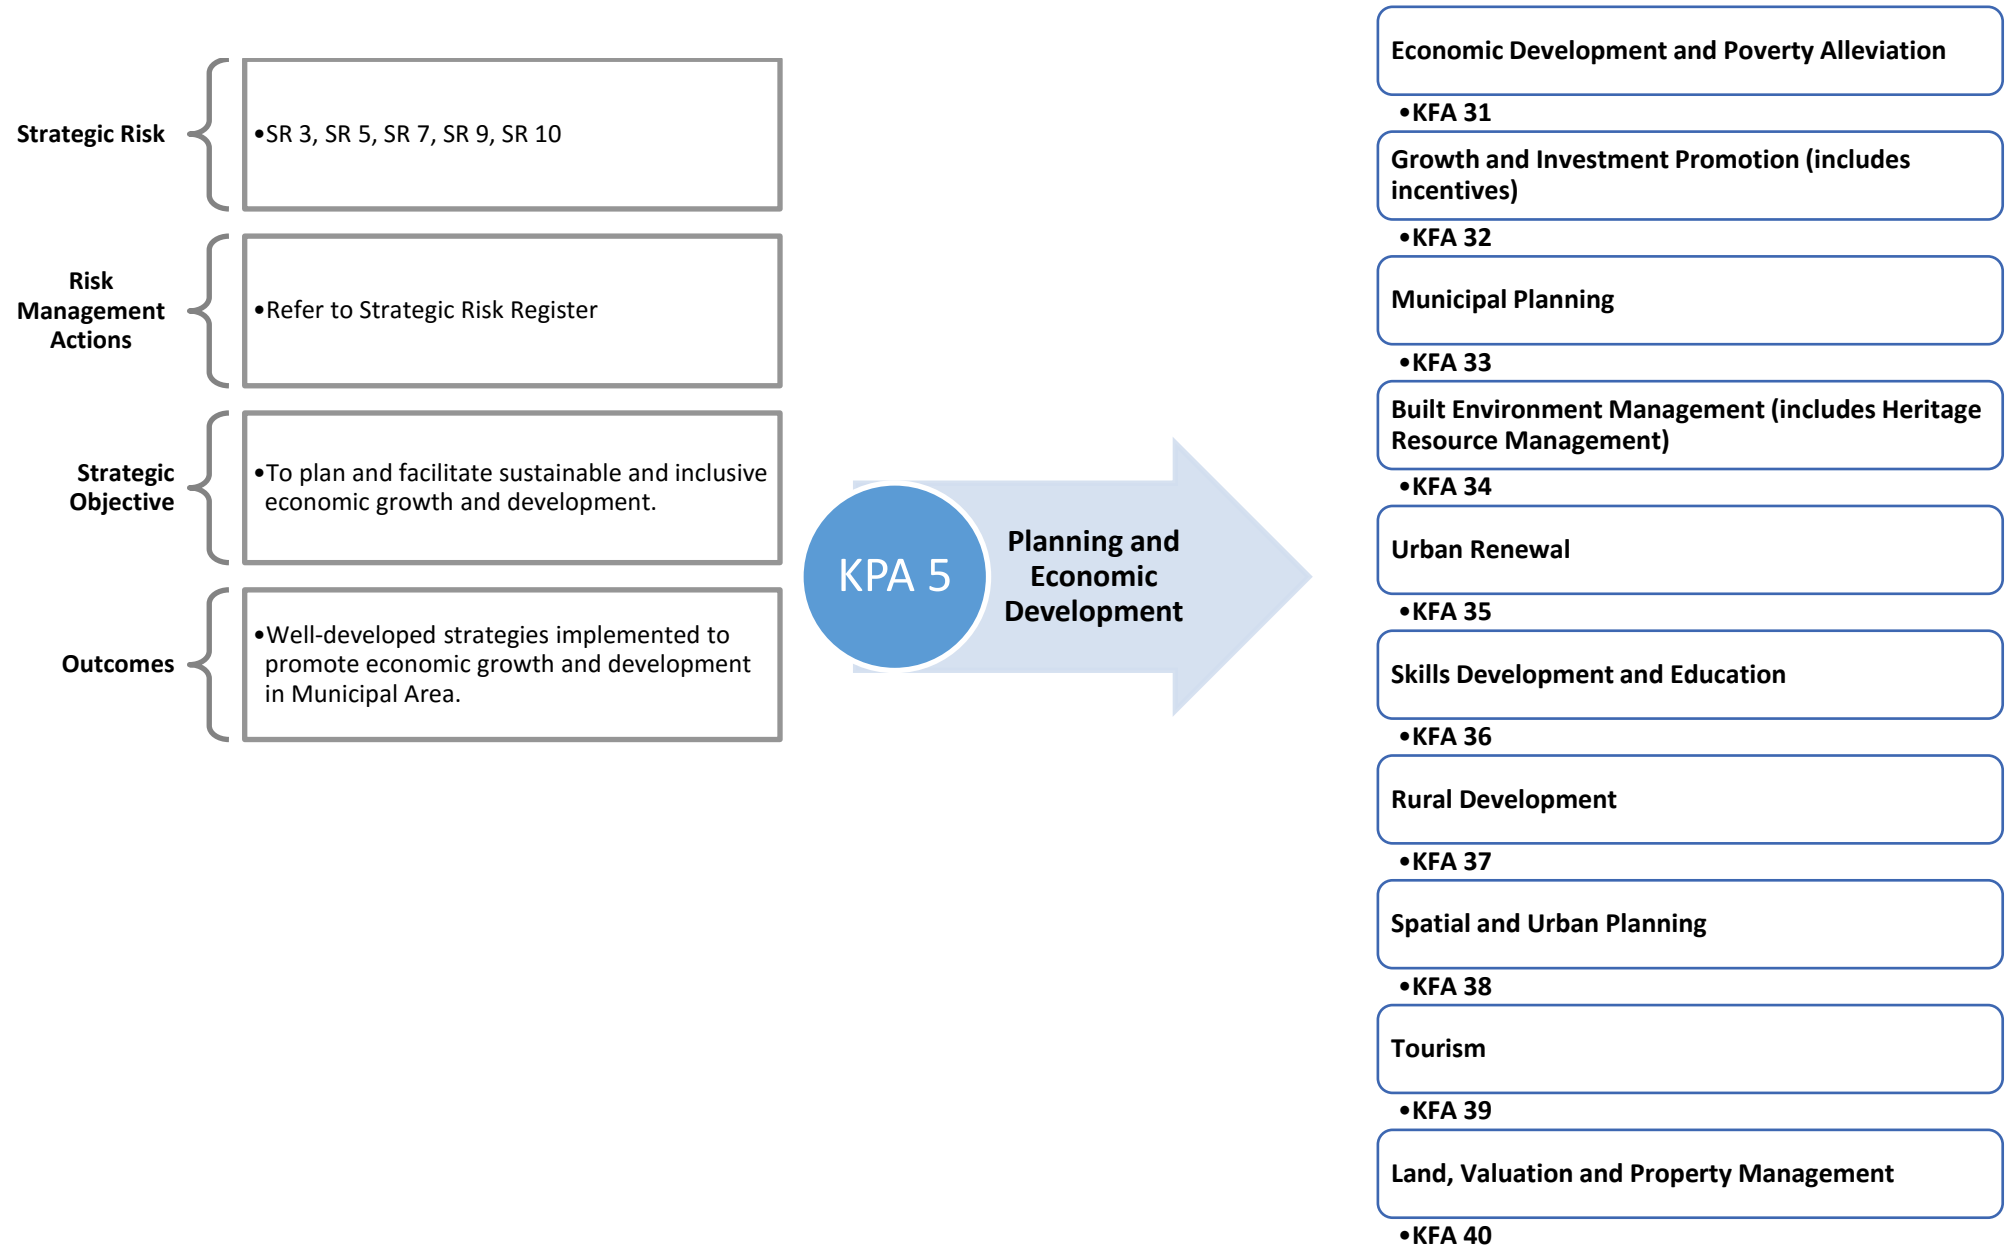 Strategic Risk
•SR 3, SR 5, SR 7, SR 9, SR 10
Risk
Management
Actions
•Refer to Strategic Risk Register
Strategic
Objective
•To plan and facilitate sustainable and inclusive
economic growth and development.
Outcomes
•Well-developed strategies implemented to
promote economic growth and development
in Municipal Area.
KPA 5
Planning and
Economic
Development
Economic Development and Poverty Alleviation
•KFA 31
Growth and Investment Promotion (includes
incentives)
•KFA 32
Municipal Planning
•KFA 33
Built Environment Management (includes Heritage
Resource Management)
•KFA 34
Urban Renewal
•KFA 35
Skills Development and Education
•KFA 36
Rural Development
•KFA 37
Spatial and Urban Planning
•KFA 38
Tourism
•KFA 39
Land, Valuation and Property Management
•KFA 40